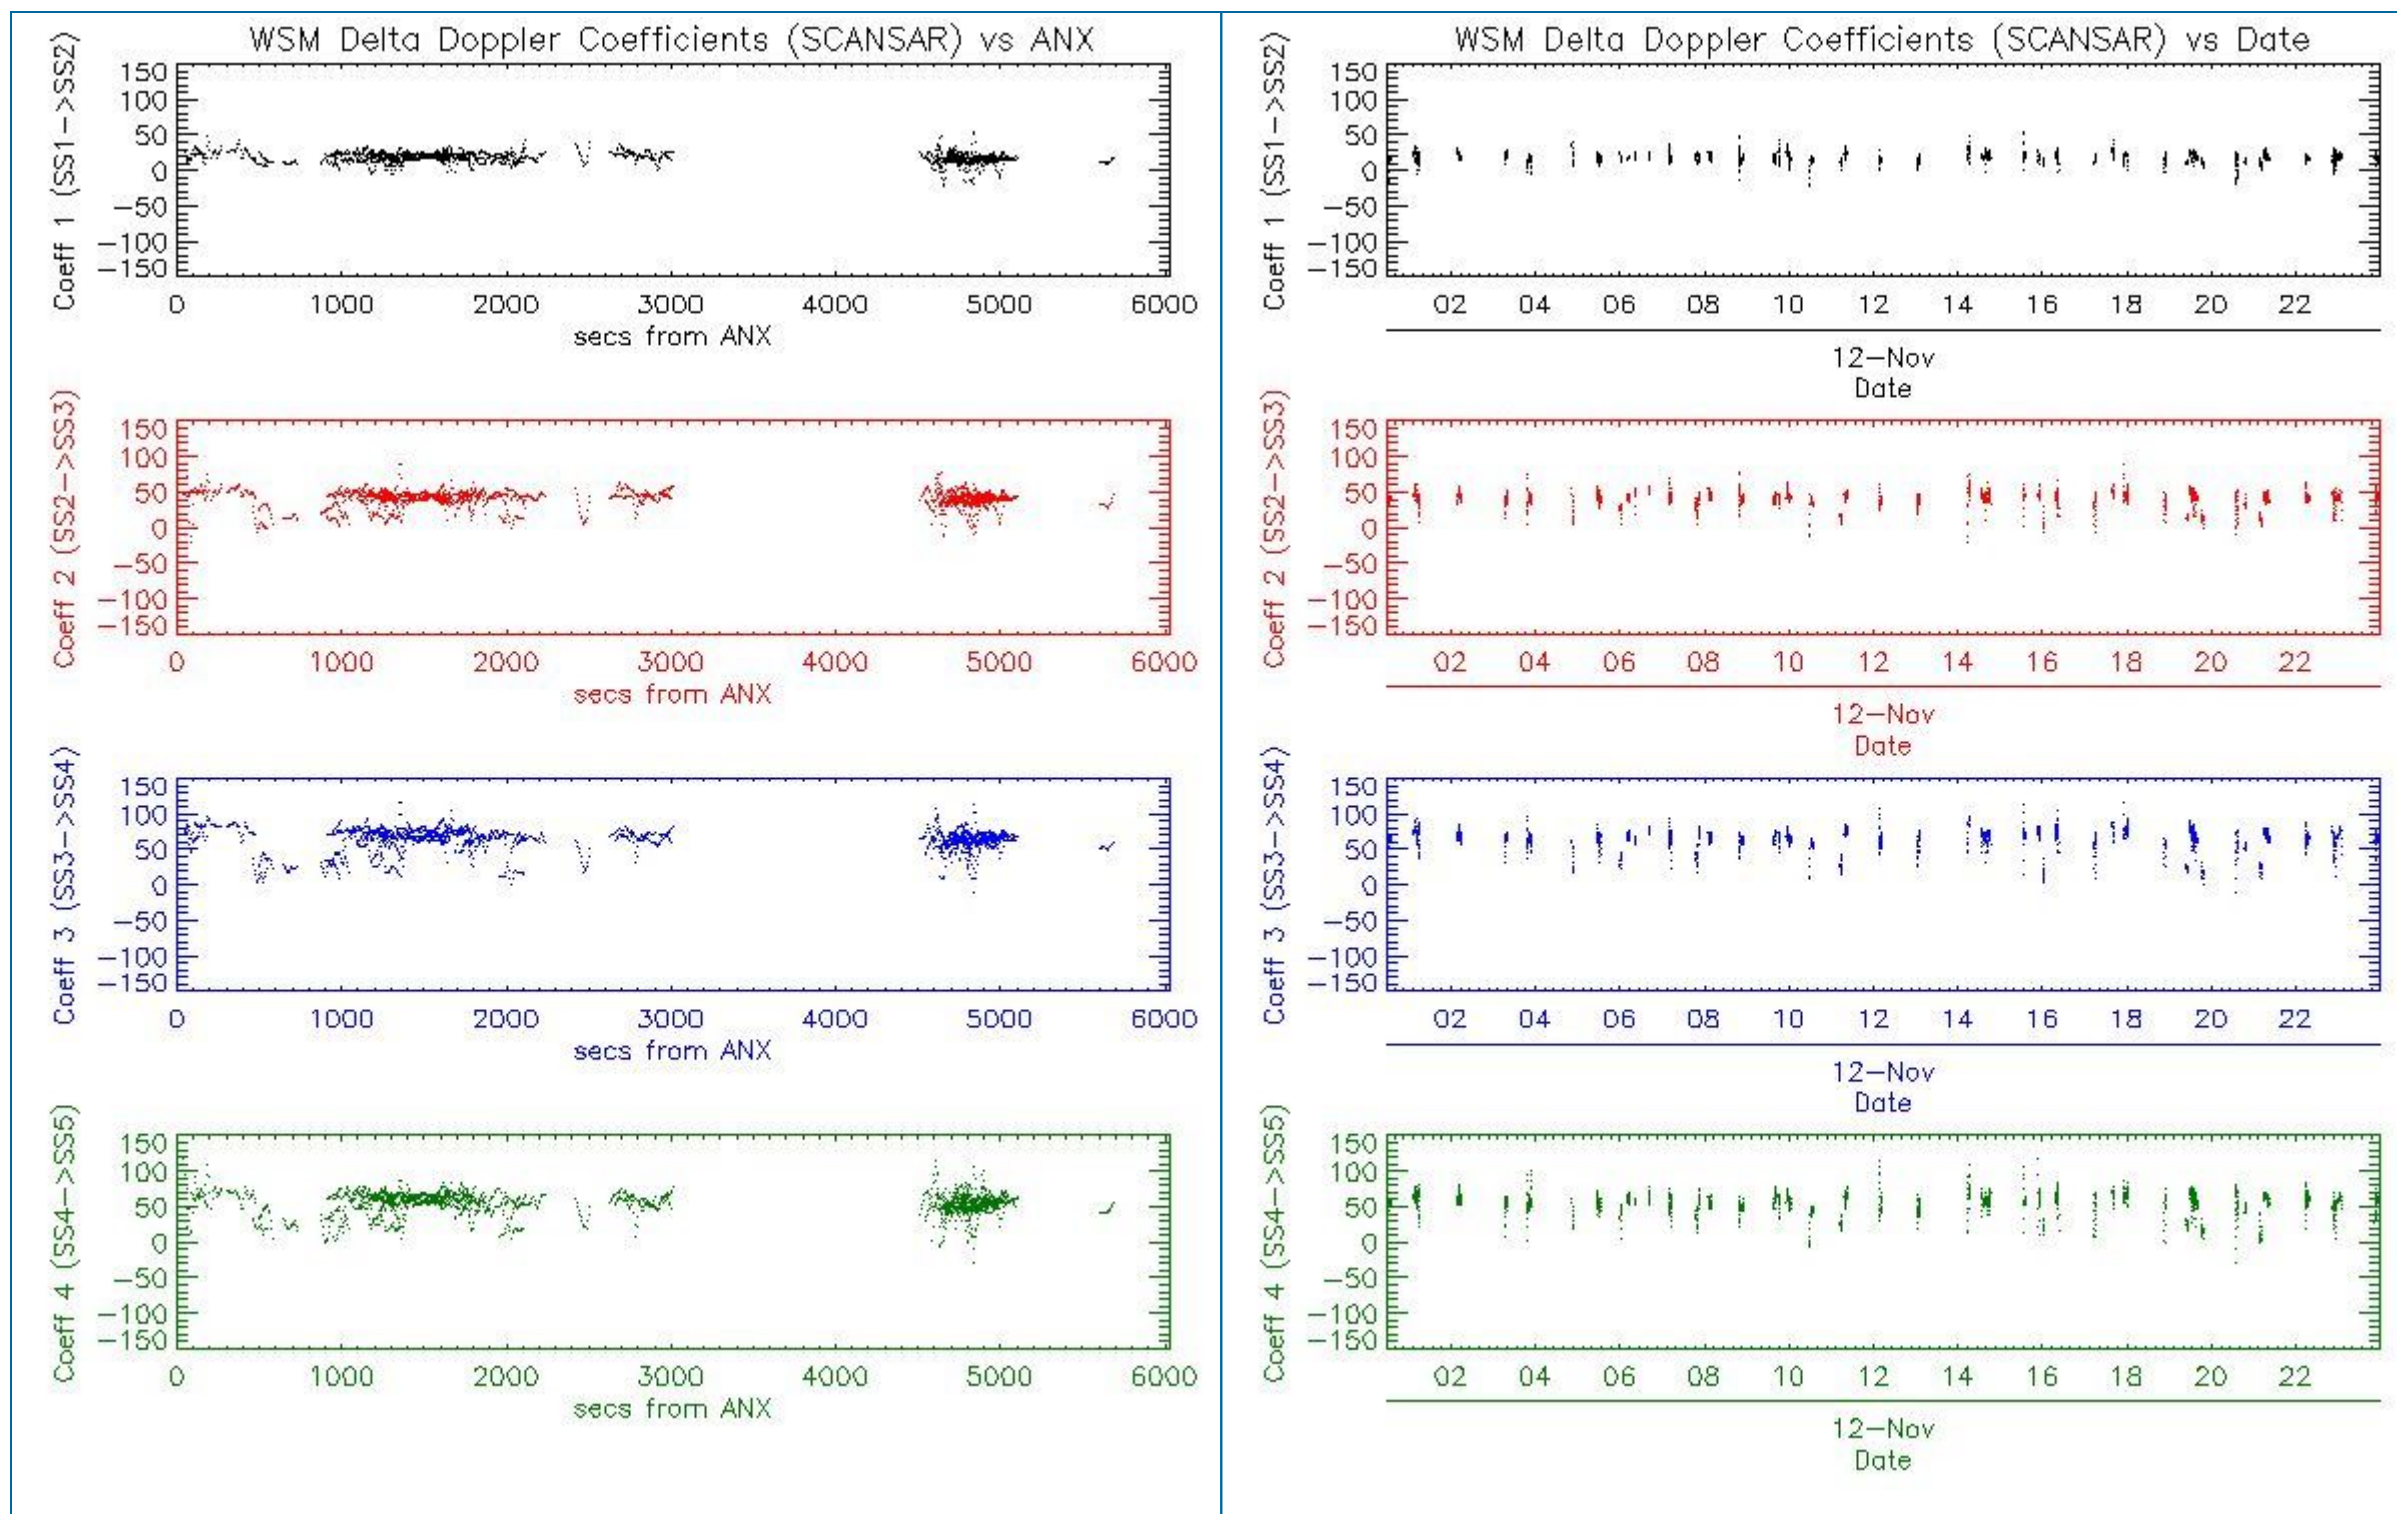 WSM Delta Doppler Coefficients (SCANSAR) vs ANX
Coeff 1 (SS1->SS2)
150
100
50
0
-50
-100
-150
0 1000 2000 3000 4000 5000 6000
secs from ANX
Coeff 2 (SS2->SS3)
150
100
50
0
-50
-100
-150
0 1000 2000 3000 4000 5000 6000
secs from ANX
Coeff 3 (SS3->SS4)
150
100
50
0
-50
-100
-150
0 1000 2000 3000 4000 5000 6000
secs from ANX
Coeff 4 (SS4->SS5)
150
100
50
0
-50
-100
-150
0 1000 2000 3000 4000 5000 6000
secs from ANX
WSM Delta Doppler Coefficients (SCANSAR) vs Date
Coeff 1 (SS1->SS2)
150
100
50
0
-50
-100
-150
02 04 06 08 10 12 14 16 18 20 22
12-Nov
Date
Coeff 2 (SS2->SS3)
150
100
50
0
-50
-100
-150
02 04 06 08 10 12 14 16 18 20 22
12-Nov
Date
Coeff 3 (SS3->SS4)
150
100
50
0
-50
-100
-150
02 04 06 08 10 12 14 16 18 20 22
12-Nov
Date
Coeff 4 (SS4->SS5)
150
100
50
0
-50
-100
-150
02 04 06 08 10 12 14 16 18 20 22
12-Nov
Date